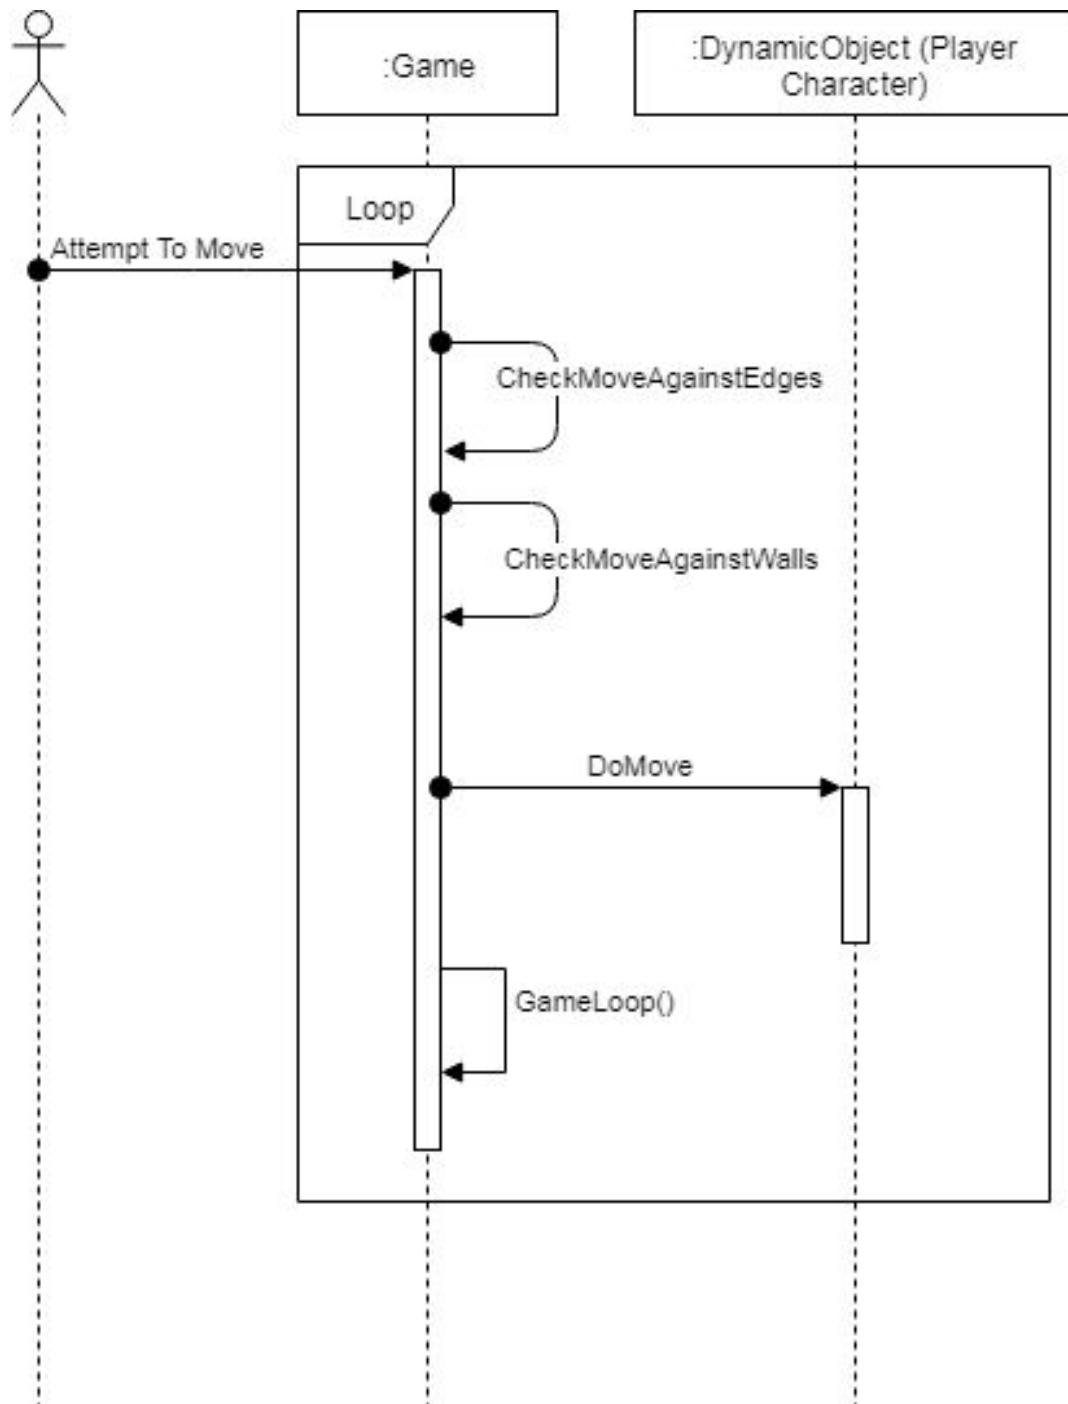 :Game
:DynamicObject (Player
Character)
Loop
Attempt To Move
CheckMoveAgainstEdges
CheckMoveAgainstWalls
DoMove
GameLoop()